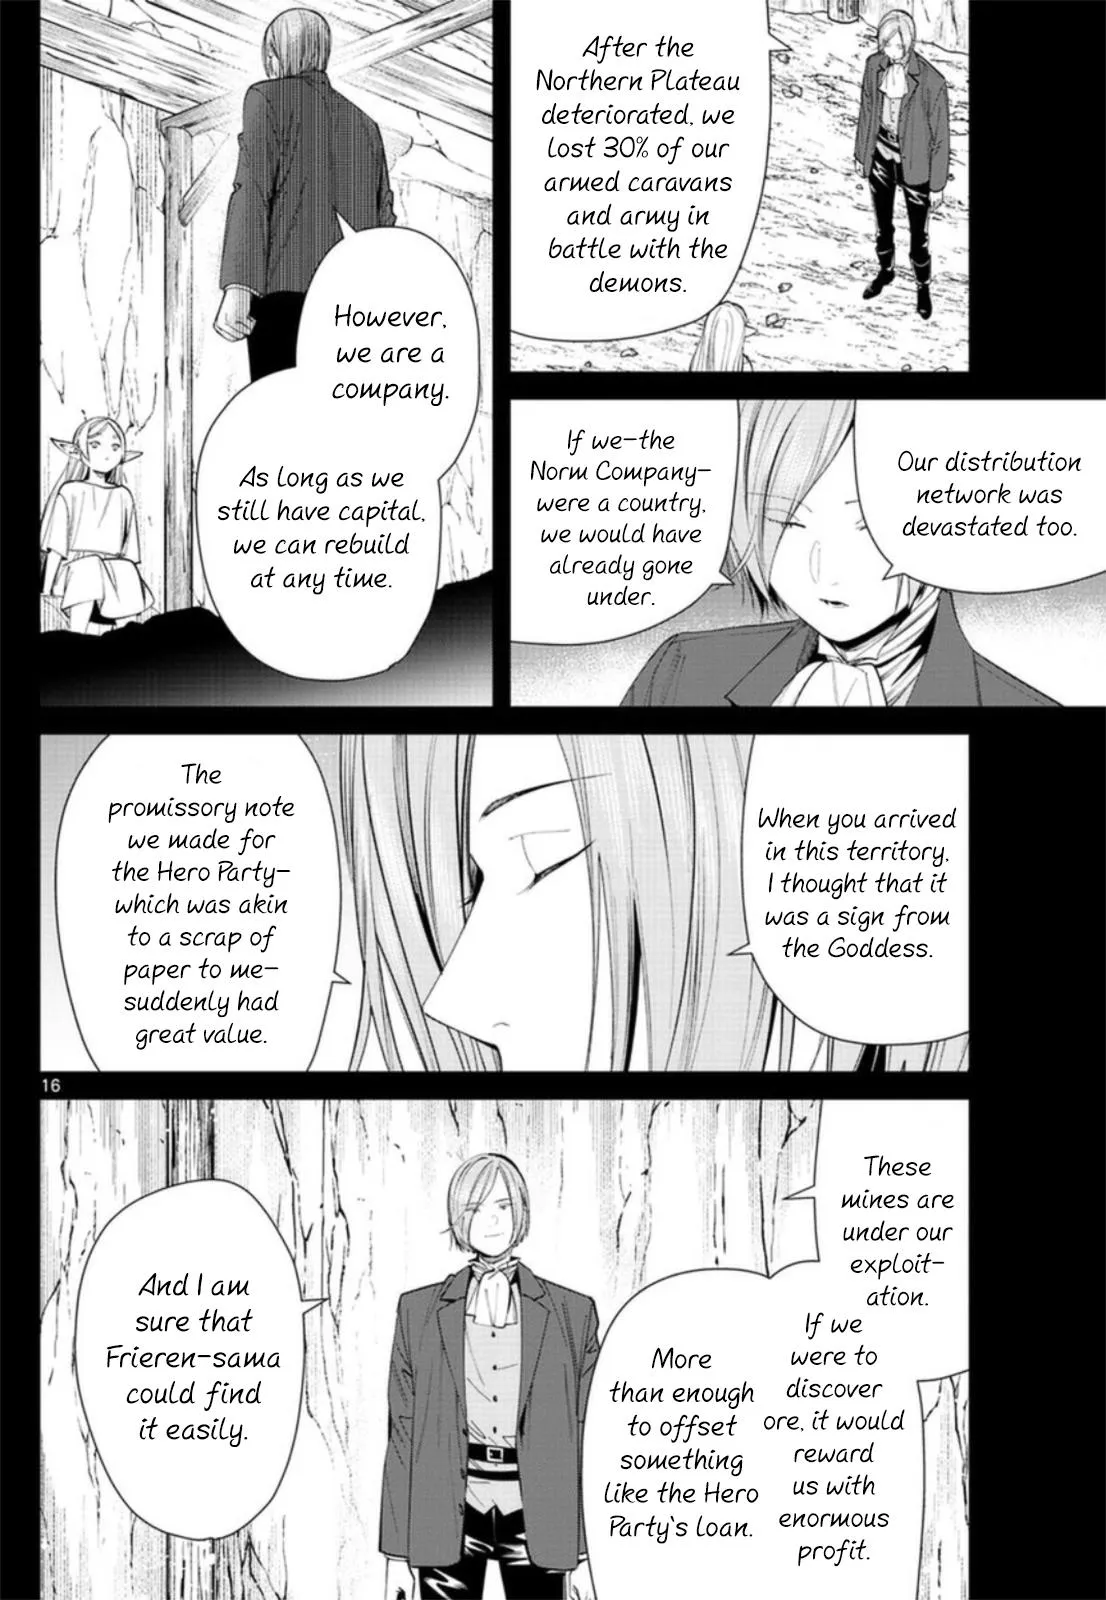 After the
Northern Plateau
deteriorated, we
lost 30% of our
armed caravans
and army in
battle with the
demons.
Our distribution
network was
devastated too.
If we—the
Norm Company—
were a country,
we would have
already gone
under.
However,
we are a
company.
As long as we
still have capital,
we can rebuild
at any time.
When you arrived
in this territory,
I thought that it
was a sign from
the Goddess.
The
promissory note
we made for
the Hero Party—
which was akin
to a scrap of
paper to me—
suddenly had
great value.
16
These
mines are
under our
exploit-
ation.
If we
were to
discover
ore, it would
reward
us with
enormous
profit.
More
than enough
to offset
something
like the Hero
Party's loan.
And I am
sure that
Frieren-sama
could find
it easily.